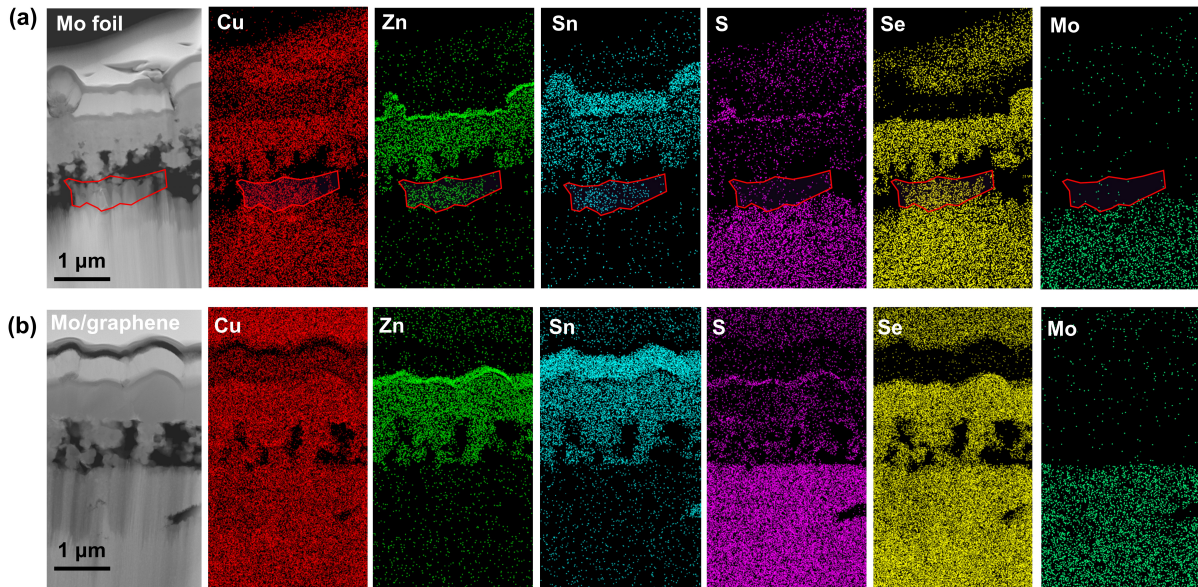 (a) Mo foil Cu Zn Sn S Se Mo
1 µm
(b) Mo/graphene Cu Zn Sn S Se Mo
1 µm